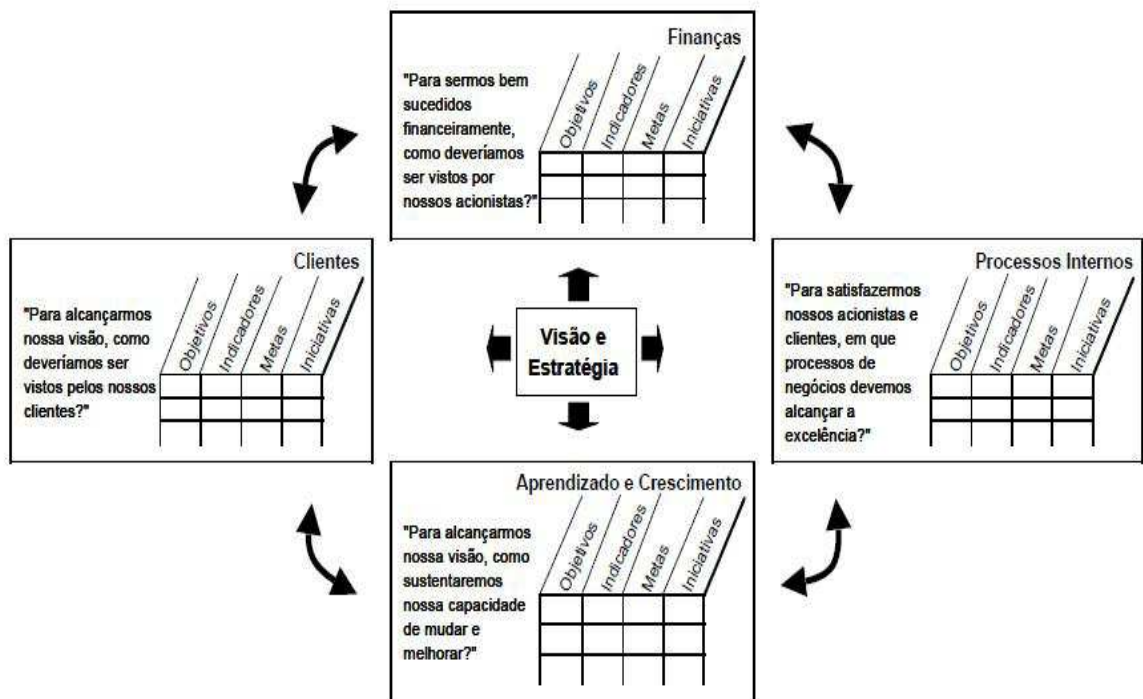 Finanças
"Para sermos bem
sucedidos
financeiramente,
como deveríamos
ser vistos por
nossos acionistas?"
Objetivos
Indicadores
Metas
Iniciativas
Clientes
"Para alcançarmos
nossa visão, como
deveríamos ser
vistos pelos nossos
clientes?"
Objetivos
Indicadores
Metas
Iniciativas
Visão e
Estratégia
Processos Internos
"Para satisfazermos
nossos acionistas e
clientes, em que
processos de
negócios devemos
alcançar a
excelência?"
Objetivos
Indicadores
Metas
Iniciativas
Aprendizado e Crescimento
"Para alcançarmos
nossa visão, como
sustentaremos
nossa capacidade
de mudar e
melhorar?"
Objetivos
Indicadores
Metas
Iniciativas